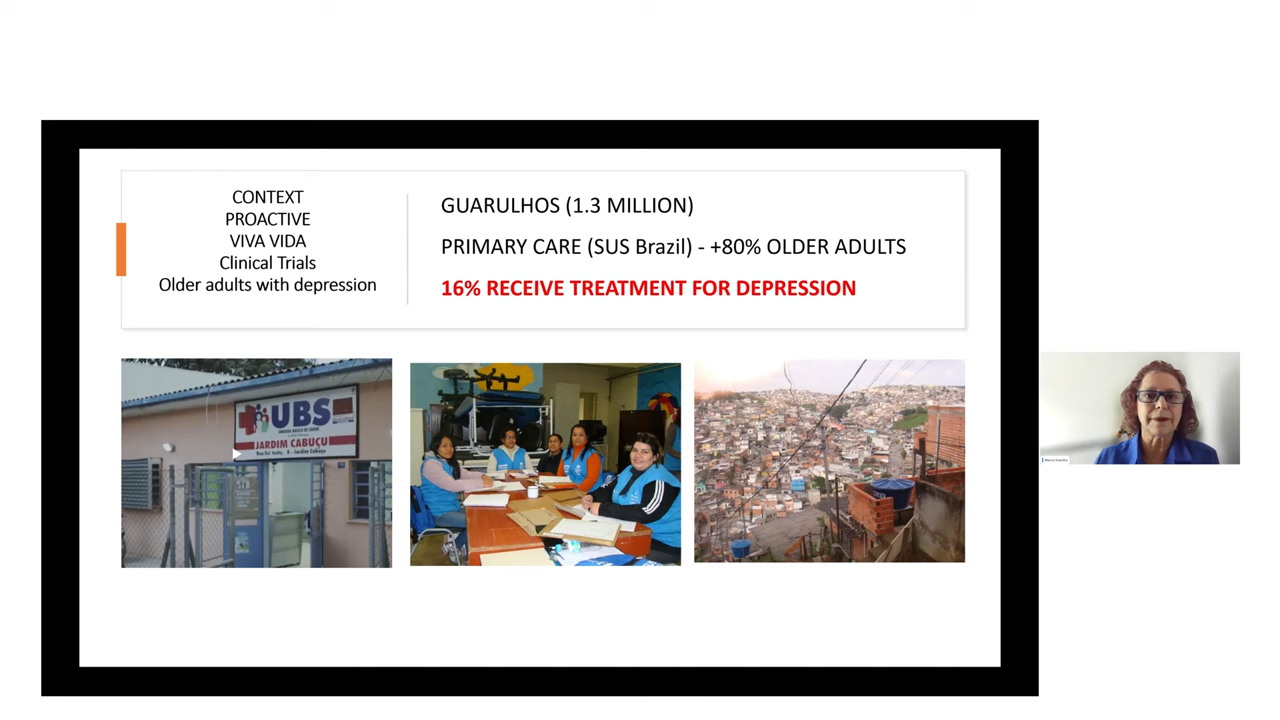 CONTEXT
PROACTIVE
VIVA VIDA
Clinical Trials
Older adults with depression
GUARULHOS (1.3 MILLION)
PRIMARY CARE (SUS Brazil) - +80% OLDER ADULTS
16% RECEIVE TREATMENT FOR DEPRESSION
UBS
JARDIM CABUÇU